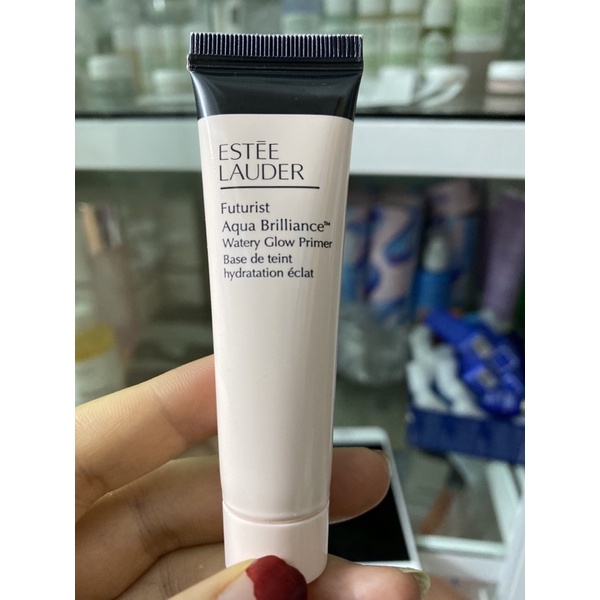 ESTĒE
LAUDER
Futurist
Aqua Brilliance™
Watery Glow Primer
Base de teint
hydratation éclat